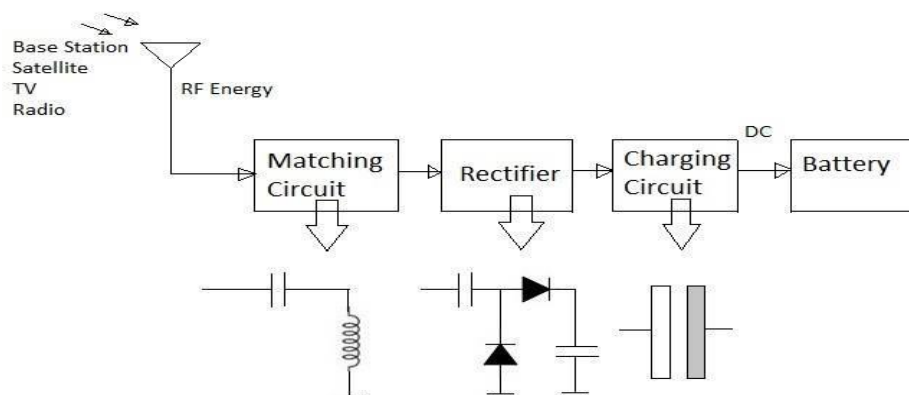 Base Station
Satellite
TV
Radio
RF Energy
Matching
Circuit
Rectifier
Charging
Circuit
DC
Battery